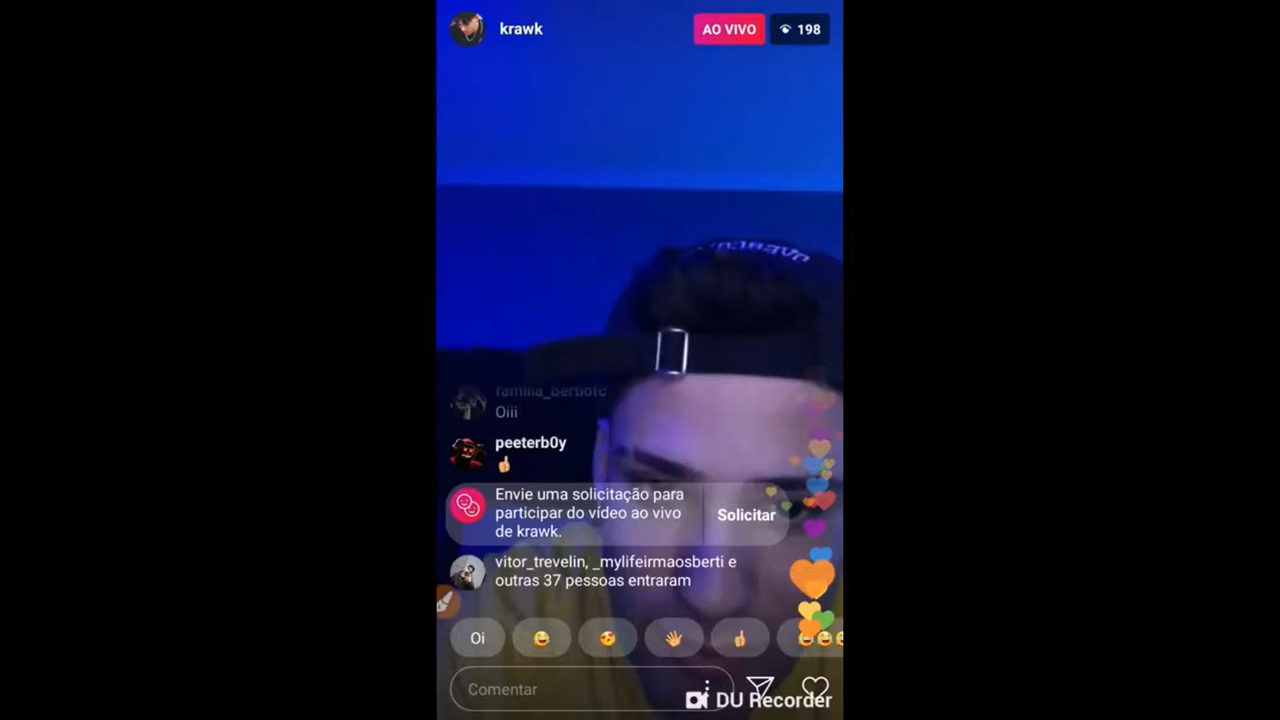 krawk
AO VIVO
198
familia_bertiofc
Oiii
peeterb0y
Envie uma solicitação para
participar do vídeo ao vivo
de krawk.
Solicitar
vitor_trevelin, _mylifeirmaosberti e
outras 37 pessoas entraram
Oi
Comentar
DU Recorder